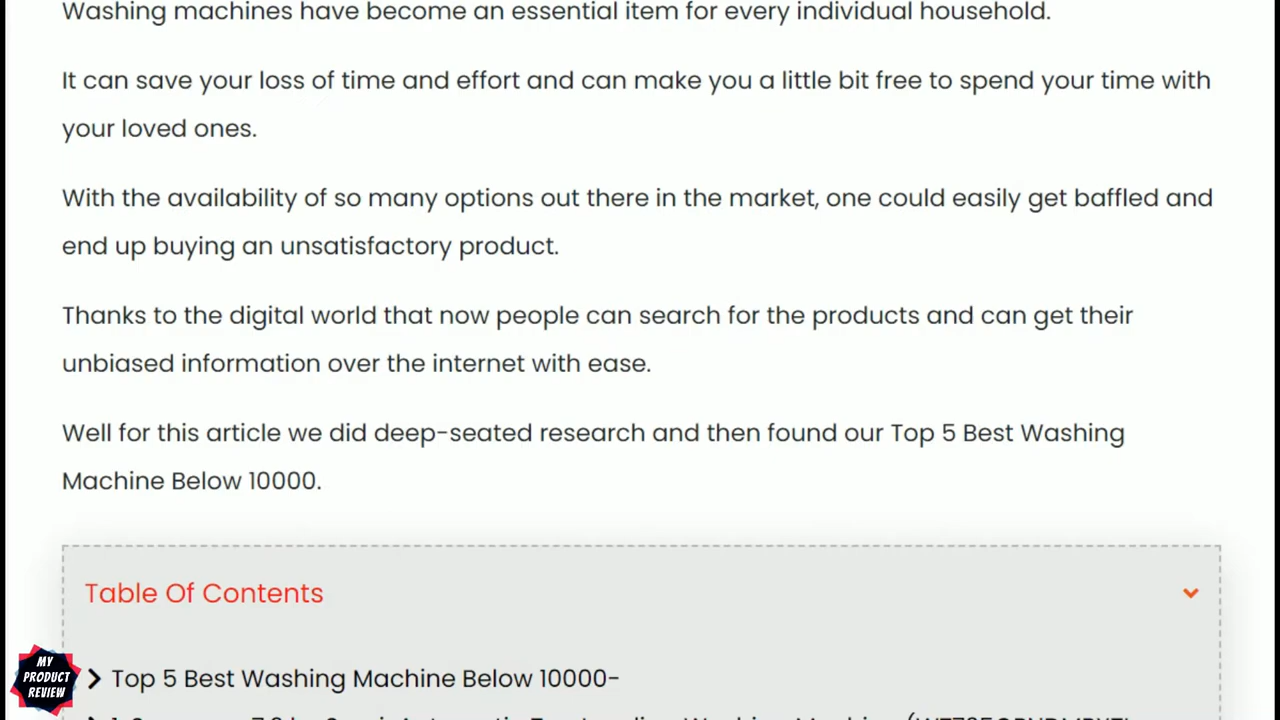 Washing machines have become an essential item for every individual household.
It can save your loss of time and effort and can make you a little bit free to spend your time with
your loved ones.
With the availability of so many options out there in the market, one could easily get baffled and
end up buying an unsatisfactory product.
Thanks to the digital world that now people can search for the products and can get their
unbiased information over the internet with ease.
Well for this article we did deep-seated research and then found our Top 5 Best Washing
Machine Below 10000.
Table Of Contents
Top 5 Best Washing Machine Below 10000-
MY
PRODUCT
REVIEW